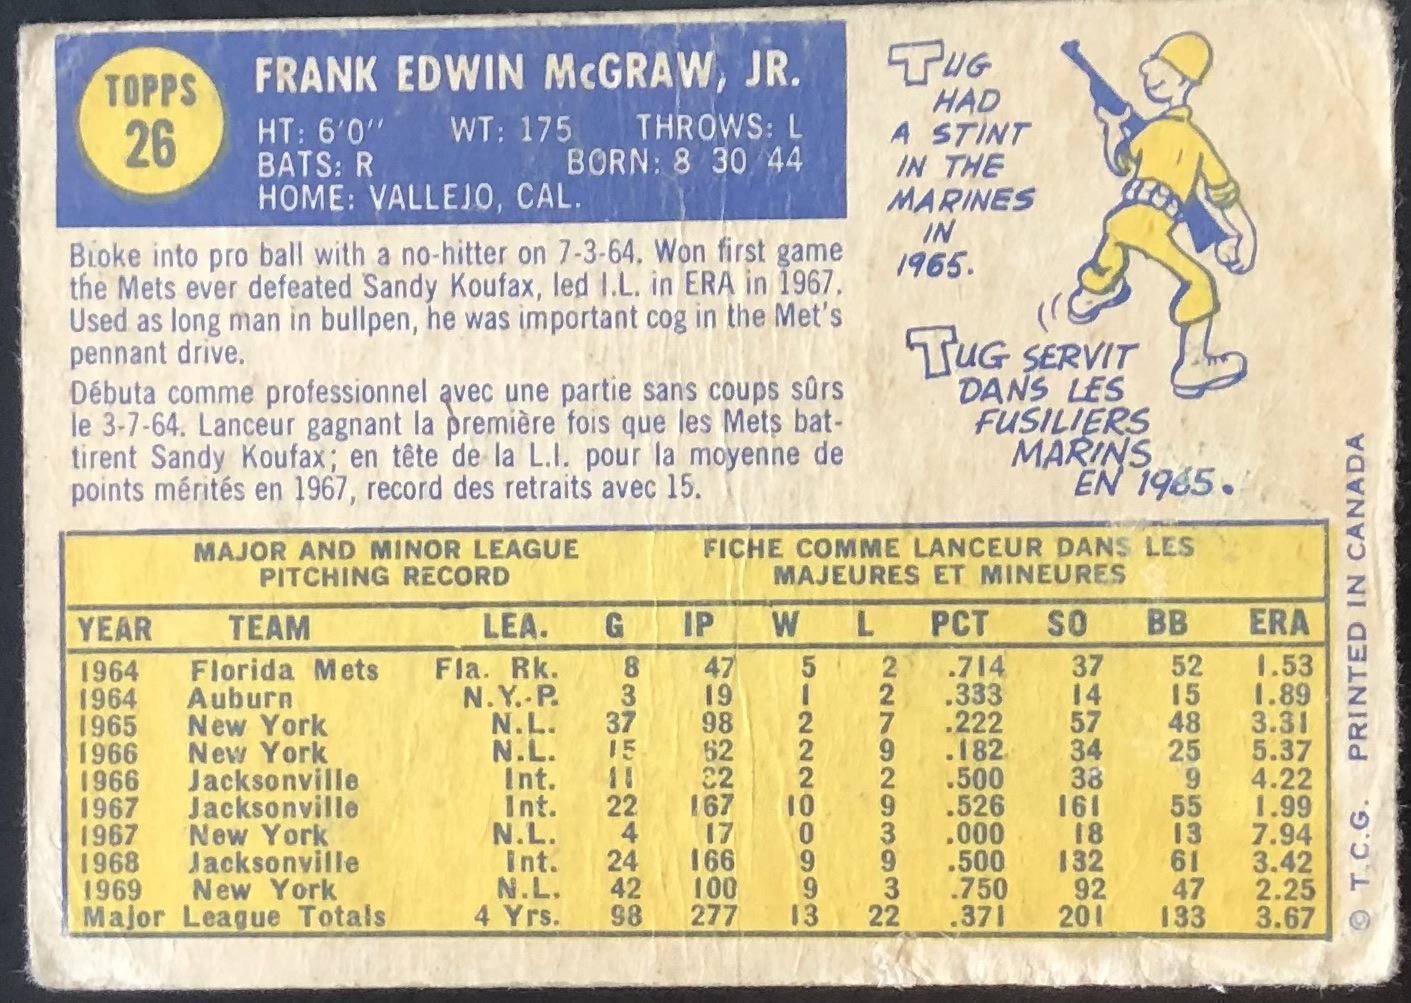 TOPPS
26
FRANK EDWIN McGRAW, JR.
HT: 6'0" WT: 175 THROWS: L
BATS: R BORN: 8 30 44
HOME: VALLEJO, CAL.
Broke into pro ball with a no-hitter on 7-3-64. Won first game
the Mets ever defeated Sandy Koufax, led I.L. in ERA in 1967.
Used as long man in bullpen, he was important cog in the Met's
pennant drive.
Débuta comme professionnel avec une partie sans coups sûrs
le 3-7-64. Lanceur gagnant la première fois que les Mets bat-
tirent Sandy Koufax; en tête de la L.I. pour la moyenne de
points mérités en 1967, record des retraits avec 15.
TUG
HAD
A STINT
IN THE
MARINES
IN
1965.
TUG SERVIT
DANS LES
FUSILIERS
MARINS
EN 1965.
MAJOR AND MINOR LEAGUE
PITCHING RECORD
FICHE COMME LANCEUR DANS LES
MAJEURES ET MINEURES
YEAR TEAM LEA. G IP W L PCT SO BB ERA
1964 Florida Mets Fla. Rk. 8 47 5 2 .714 37 52 1.53
1964 Auburn N.Y.-P. 3 19 1 2 .333 14 15 1.89
1965 New York N.L. 37 98 2 7 .222 57 48 3.31
1966 New York N.L. 15 62 2 9 .182 34 25 5.37
1966 Jacksonville Int. 11 32 2 2 .500 38 9 4.22
1967 Jacksonville Int. 22 167 10 9 .526 161 55 1.99
1967 New York N.L. 4 17 0 3 .000 18 13 7.94
1968 Jacksonville Int. 24 166 9 9 .500 132 61 3.42
1969 New York N.L. 42 100 9 3 .750 92 47 2.25
Major League Totals 4 Yrs. 98 277 13 22 .371 201 133 3.67
© T.C.G. PRINTED IN CANADA